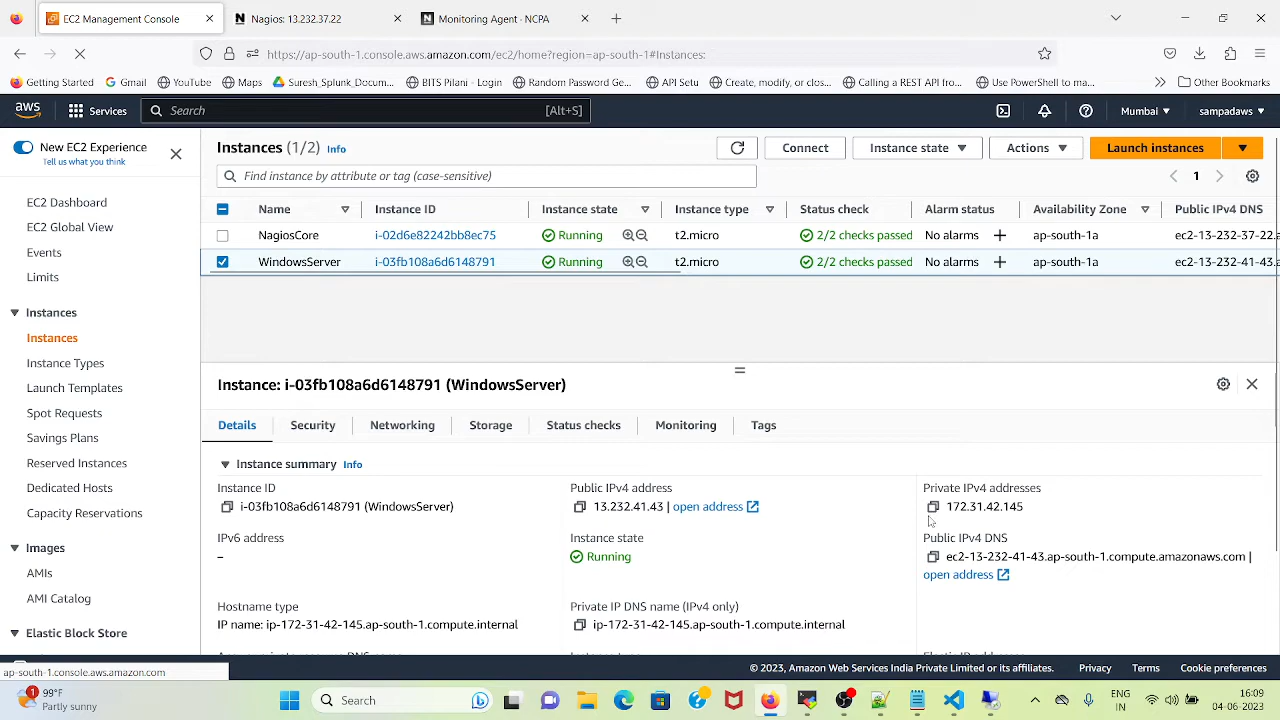 EC2 Management Console
Nagios: 13.232.37.22
Monitoring Agent · NCPA
https://ap-south-1.console.aws.amazon.com/ec2/home?region=ap-south-1#Instances:
Getting Started Gmail YouTube Maps Suresh_Splunk_Docum... BITS Pilani - Login Random Password Ge... API Setu Create, modify, or clos... Calling a REST API fro... Use PowerShell to ma... Other Bookmarks
aws Services Search [Alt+S] Mumbai sampadaws
New EC2 Experience
Tell us what you think
EC2 Dashboard
EC2 Global View
Events
Limits
Instances
Instances
Instance Types
Launch Templates
Spot Requests
Savings Plans
Reserved Instances
Dedicated Hosts
Capacity Reservations
Images
AMIs
AMI Catalog
Elastic Block Store
Instances (1/2) Info
Connect Instance state Actions Launch instances
Find instance by attribute or tag (case-sensitive)
1
Name Instance ID Instance state Instance type Status check Alarm status Availability Zone Public IPv4 DNS
NagiosCore i-02d6e82242bb8ec75 Running t2.micro 2/2 checks passed No alarms ap-south-1a ec2-13-232-37-22.a
WindowsServer i-03fb108a6d6148791 Running t2.micro 2/2 checks passed No alarms ap-south-1a ec2-13-232-41-43.a
Instance: i-03fb108a6d6148791 (WindowsServer)
Details Security Networking Storage Status checks Monitoring Tags
Instance summary Info
Instance ID
i-03fb108a6d6148791 (WindowsServer)
Public IPv4 address
13.232.41.43 | open address
Private IPv4 addresses
172.31.42.145
IPv6 address
–
Instance state
Running
Public IPv4 DNS
ec2-13-232-41-43.ap-south-1.compute.amazonaws.com |
open address
Hostname type
IP name: ip-172-31-42-145.ap-south-1.compute.internal
Private IP DNS name (IPv4 only)
ip-172-31-42-145.ap-south-1.compute.internal
ap-south-1.console.aws.amazon.com
© 2023, Amazon Web Services India Private Limited or its affiliates. Privacy Terms Cookie preferences
1
99°F
Partly sunny
Search
ENG
IN
16:09
04-06-2023